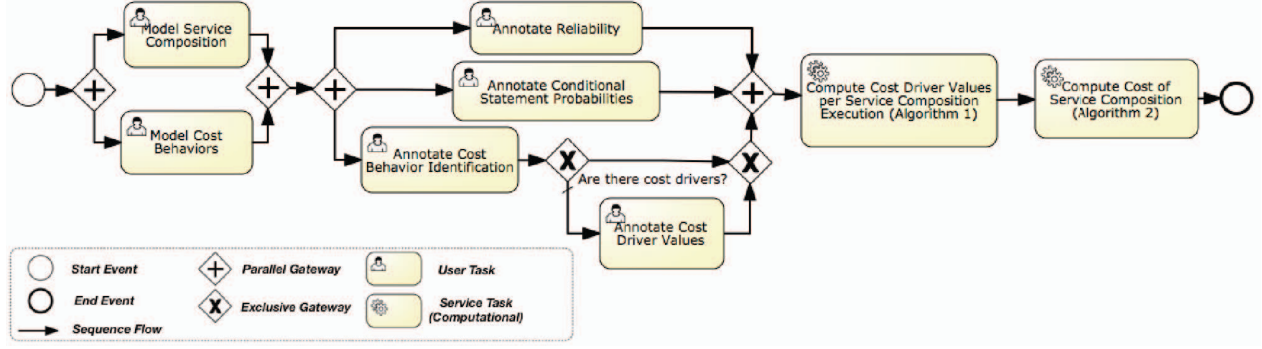 Model Service
Composition
Model Cost
Behaviors
Annotate Reliability
Annotate Conditional
Statement Probabilities
Annotate Cost
Behavior Identification
X
Are there cost drivers?
X
Annotate Cost
Driver Values
Compute Cost Driver Values
per Service Composition
Execution (Algorithm 1)
Compute Cost of
Service Composition
(Algorithm 2)
Start Event
Parallel Gateway
User Task
End Event
X
Exclusive Gateway
Service Task
(Computational)
Sequence Flow